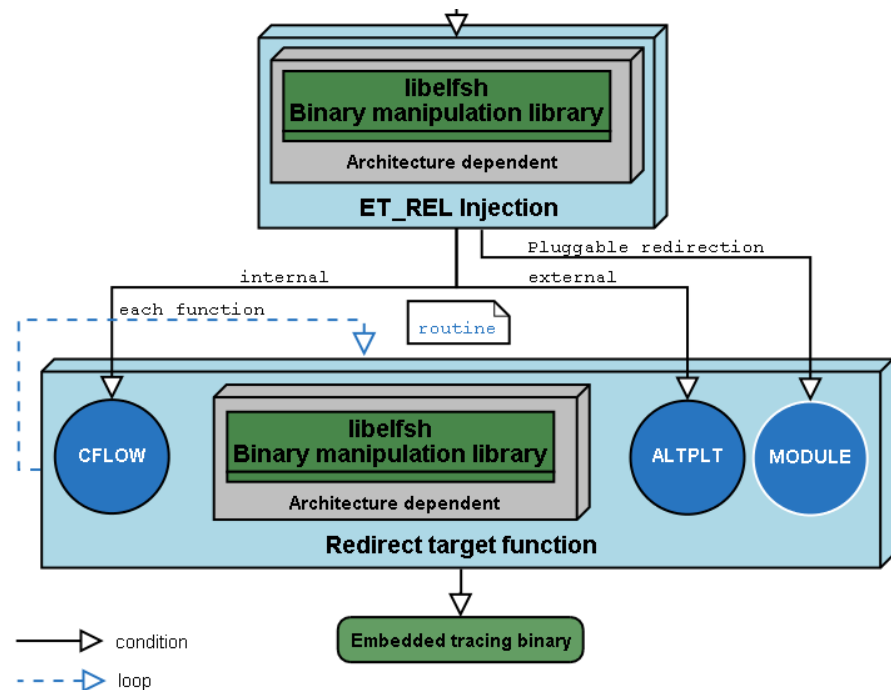 libelfsh
Binary manipulation library
Architecture dependent
ET_REL Injection
Pluggable redirection
internal
external
each function
routine
CFLOW
libelfsh
Binary manipulation library
Architecture dependent
ALTPLT
MODULE
Redirect target function
Embedded tracing binary
condition
loop